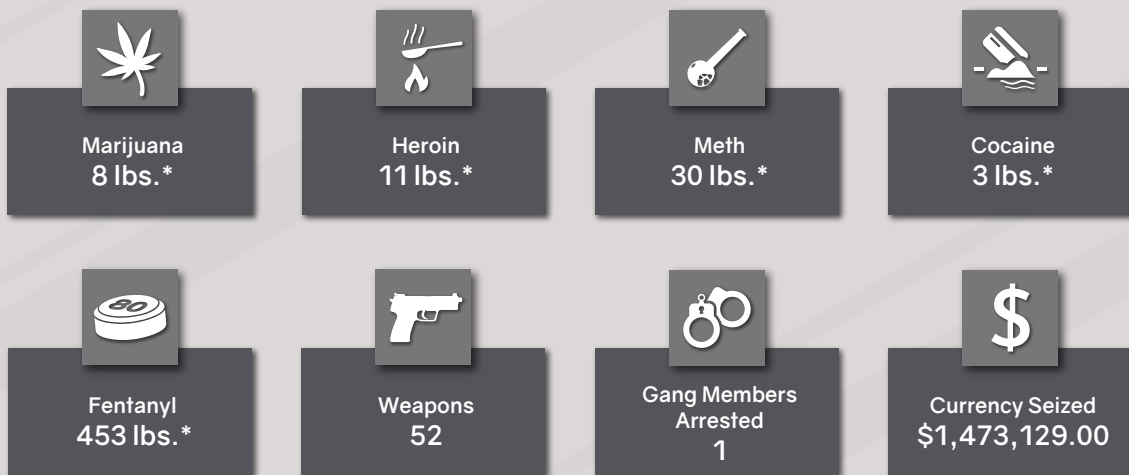 Marijuana
8 lbs.*
Heroin
11 lbs.*
Meth
30 lbs.*
Cocaine
3 lbs.*
80
Fentanyl
453 lbs.*
Weapons
52
Gang Members
Arrested
1
$
Currency Seized
$1,473,129.00